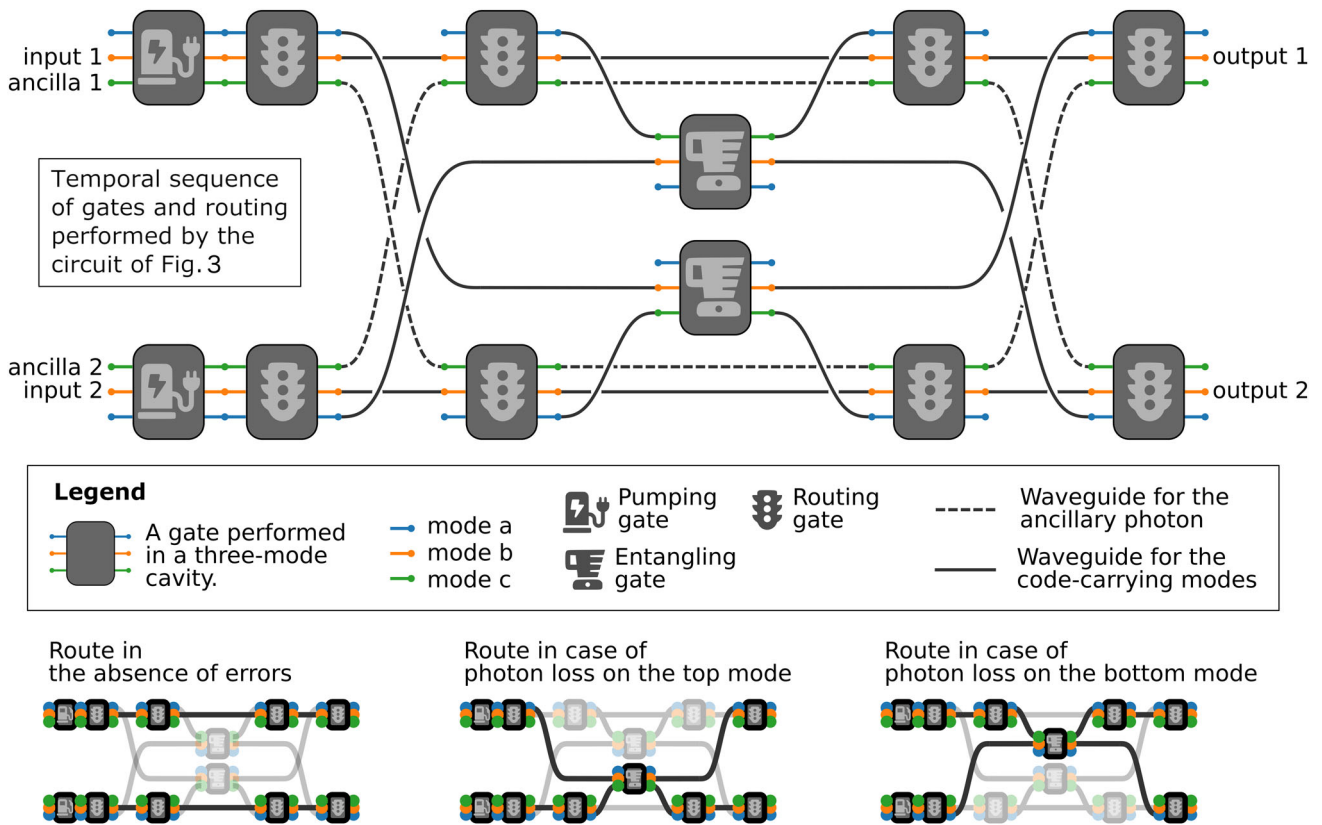 input 1
ancilla 1
output 1
Temporal sequence
of gates and routing
performed by the
circuit of Fig. 3
ancilla 2
input 2
output 2
Legend
A gate performed
in a three-mode
cavity.
mode a
mode b
mode c
Pumping
gate
Entangling
gate
Routing
gate
Waveguide for the
ancillary photon
Waveguide for the
code-carrying modes
Route in
the absence of errors
Route in case of
photon loss on the top mode
Route in case of
photon loss on the bottom mode